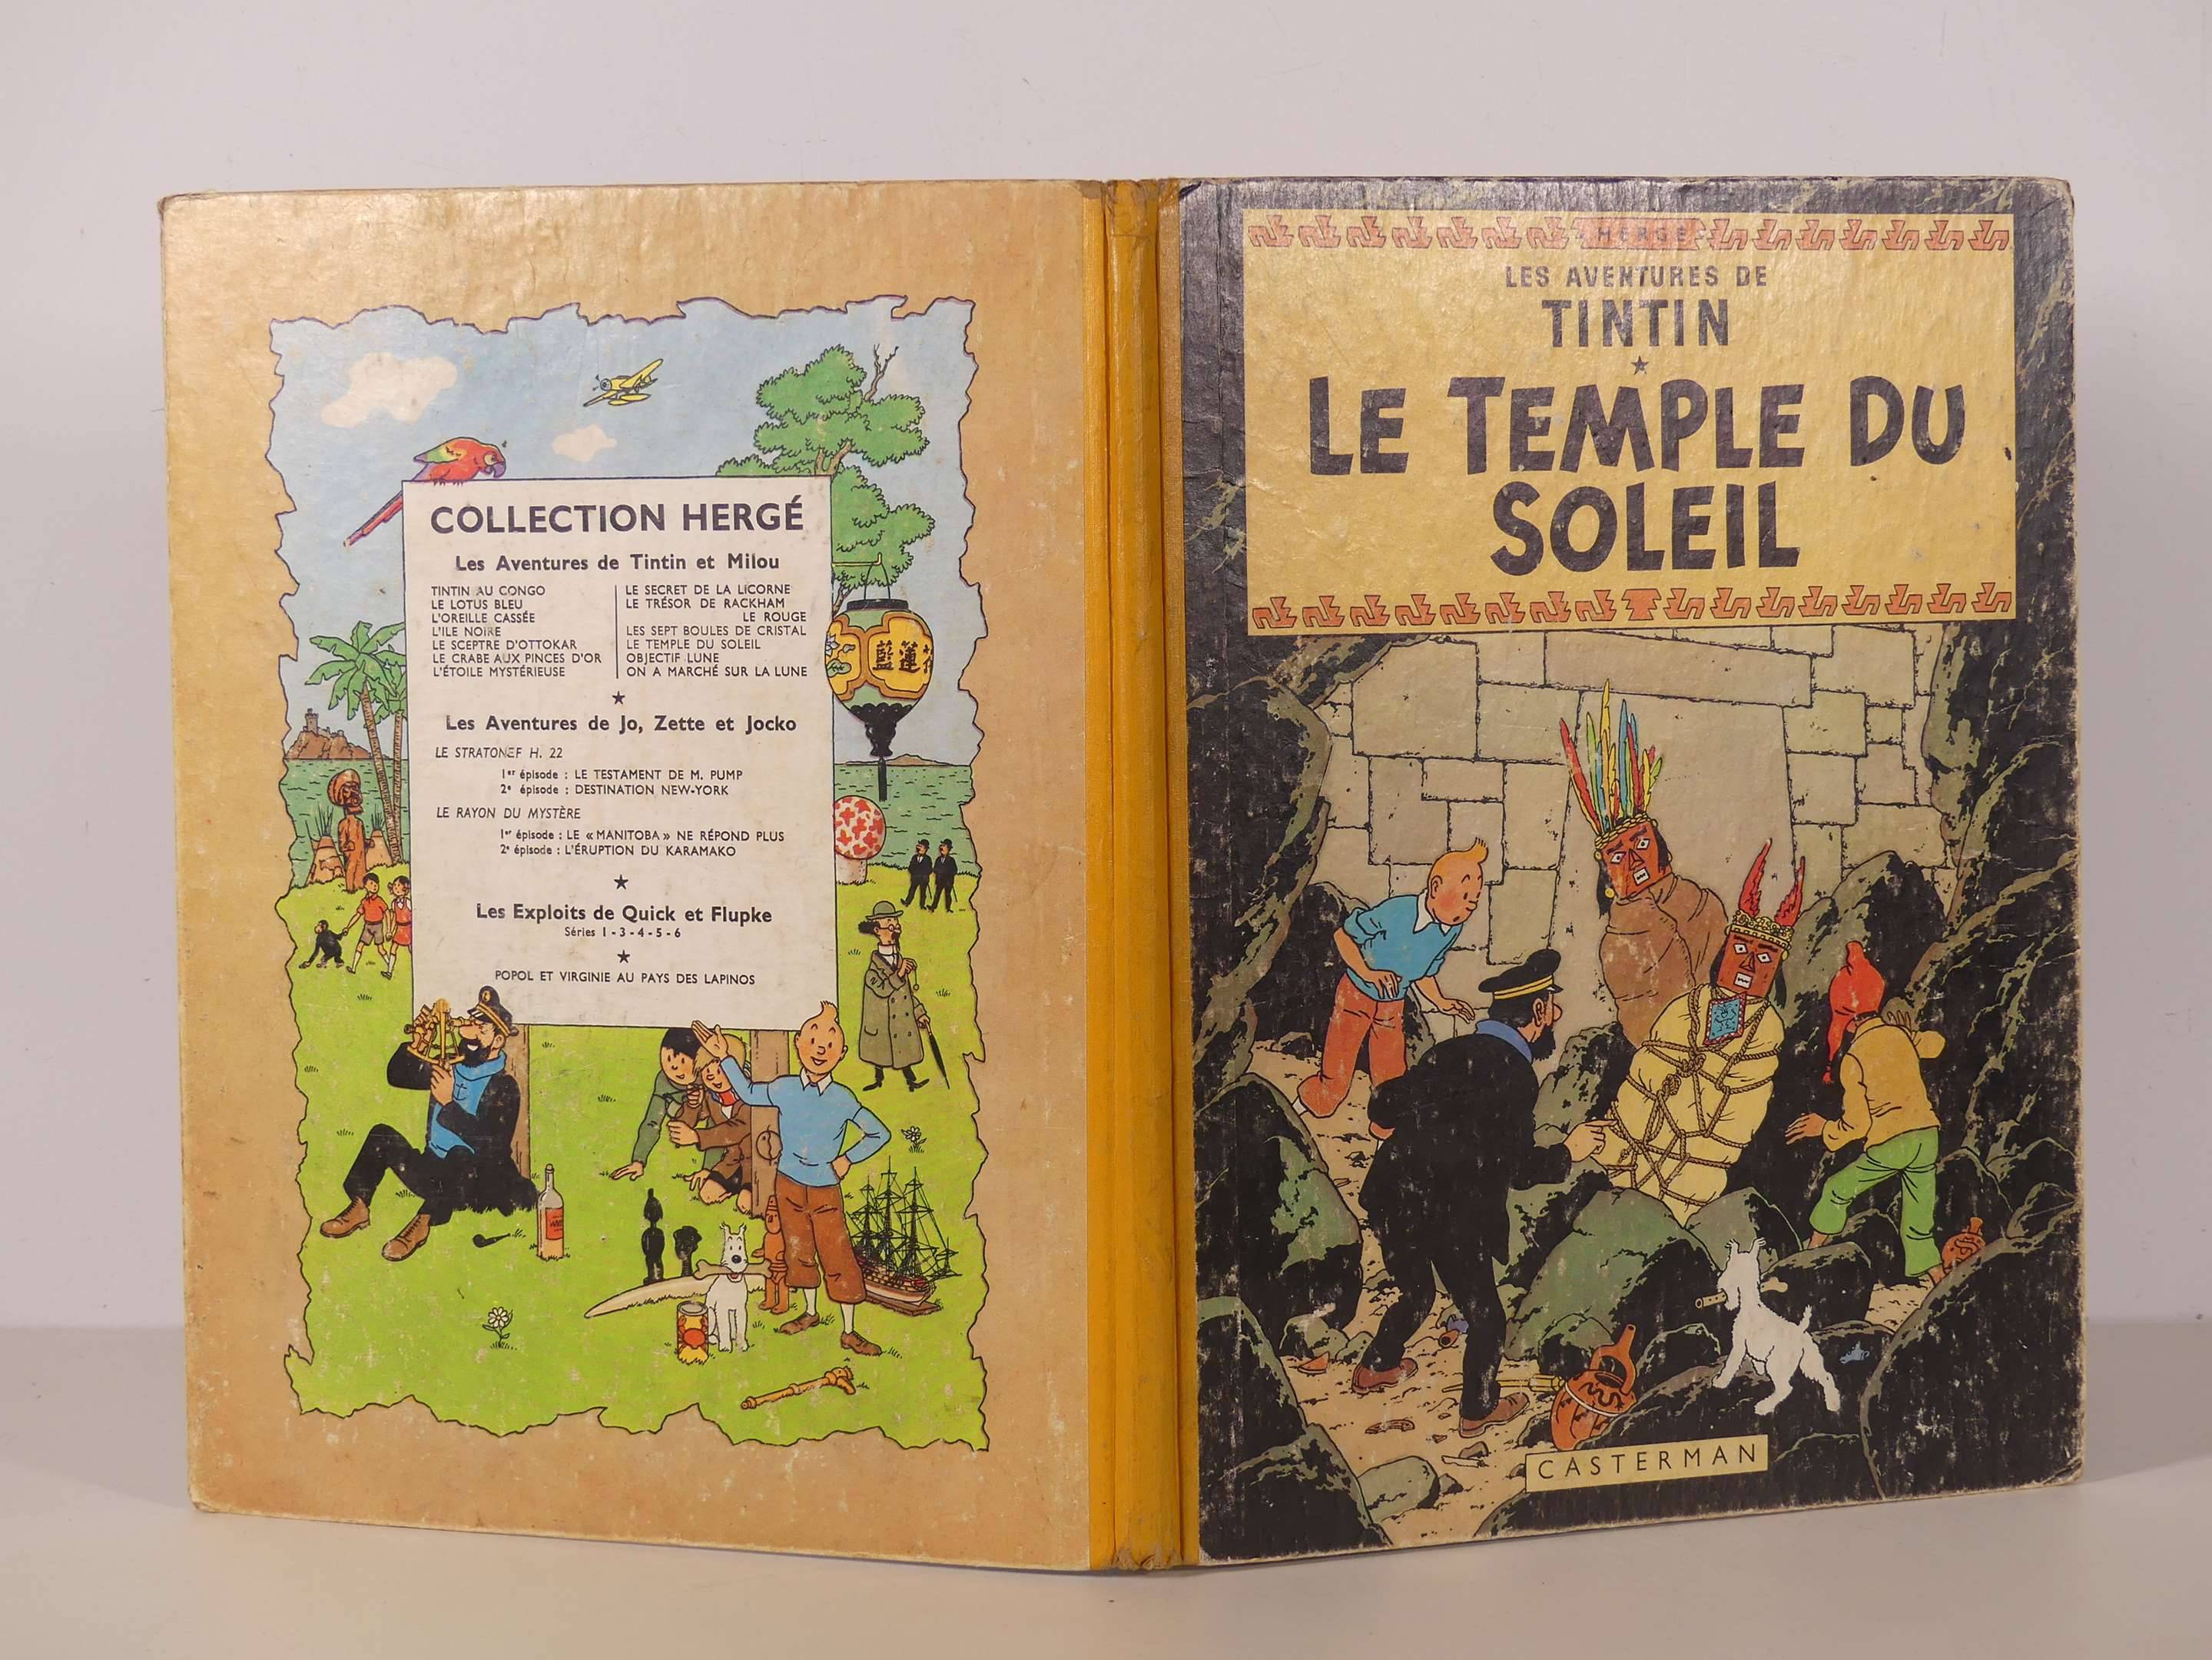 COLLECTION HERGÉ
Les Aventures de Tintin et Milou
TINTIN AU CONGO
LE LOTUS BLEU
L'OREILLE CASSÉE
L'ILE NOIRE
LE SCEPTRE D'OTTOKAR
LE CRABE AUX PINCES D'OR
L'ÉTOILE MYSTÉRIEUSE
LE SECRET DE LA LICORNE
LE TRÉSOR DE RACKHAM
LE ROUGE
LES SEPT BOULES DE CRISTAL
LE TEMPLE DU SOLEIL
OBJECTIF LUNE
ON A MARCHÉ SUR LA LUNE
Les Aventures de Jo, Zette et Jocko
LE STRATONEF H. 22
1er épisode : LE TESTAMENT DE M. PUMP
2e épisode : DESTINATION NEW-YORK
LE RAYON DU MYSTÈRE
1er épisode : LE « MANITOBA » NE RÉPOND PLUS
2e épisode : L'ÉRUPTION DU KARAMAKO
Les Exploits de Quick et Flupke
Séries 1 - 3 - 4 - 5 - 6
POPOL ET VIRGINIE AU PAYS DES LAPINOS
藍蓮
HERGÉ
LES AVENTURES DE
TINTIN
LE TEMPLE DU
SOLEIL
CASTERMAN